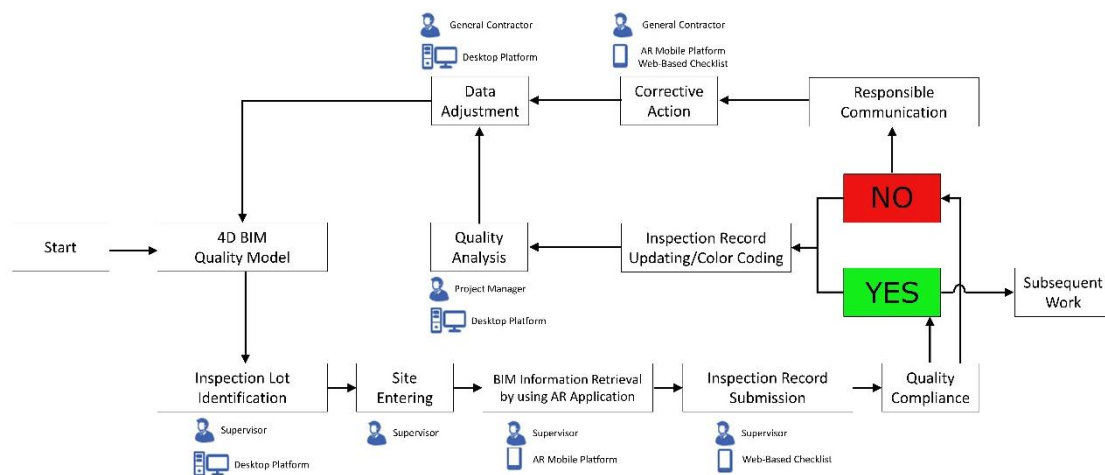 General Contractor
Desktop Platform
General Contractor
AR Mobile Platform
Web-Based Checklist
Data
Adjustment
Corrective
Action
Responsible
Communication
NO
Start
4D BIM
Quality Model
Quality
Analysis
Inspection Record
Updating/Color Coding
Project Manager
Desktop Platform
YES
Subsequent
Work
Inspection Lot
Identification
Site
Entering
BIM Information Retrieval
by using AR Application
Inspection Record
Submission
Quality
Compliance
Supervisor
Desktop Platform
Supervisor
Supervisor
AR Mobile Platform
Supervisor
Web-Based Checklist